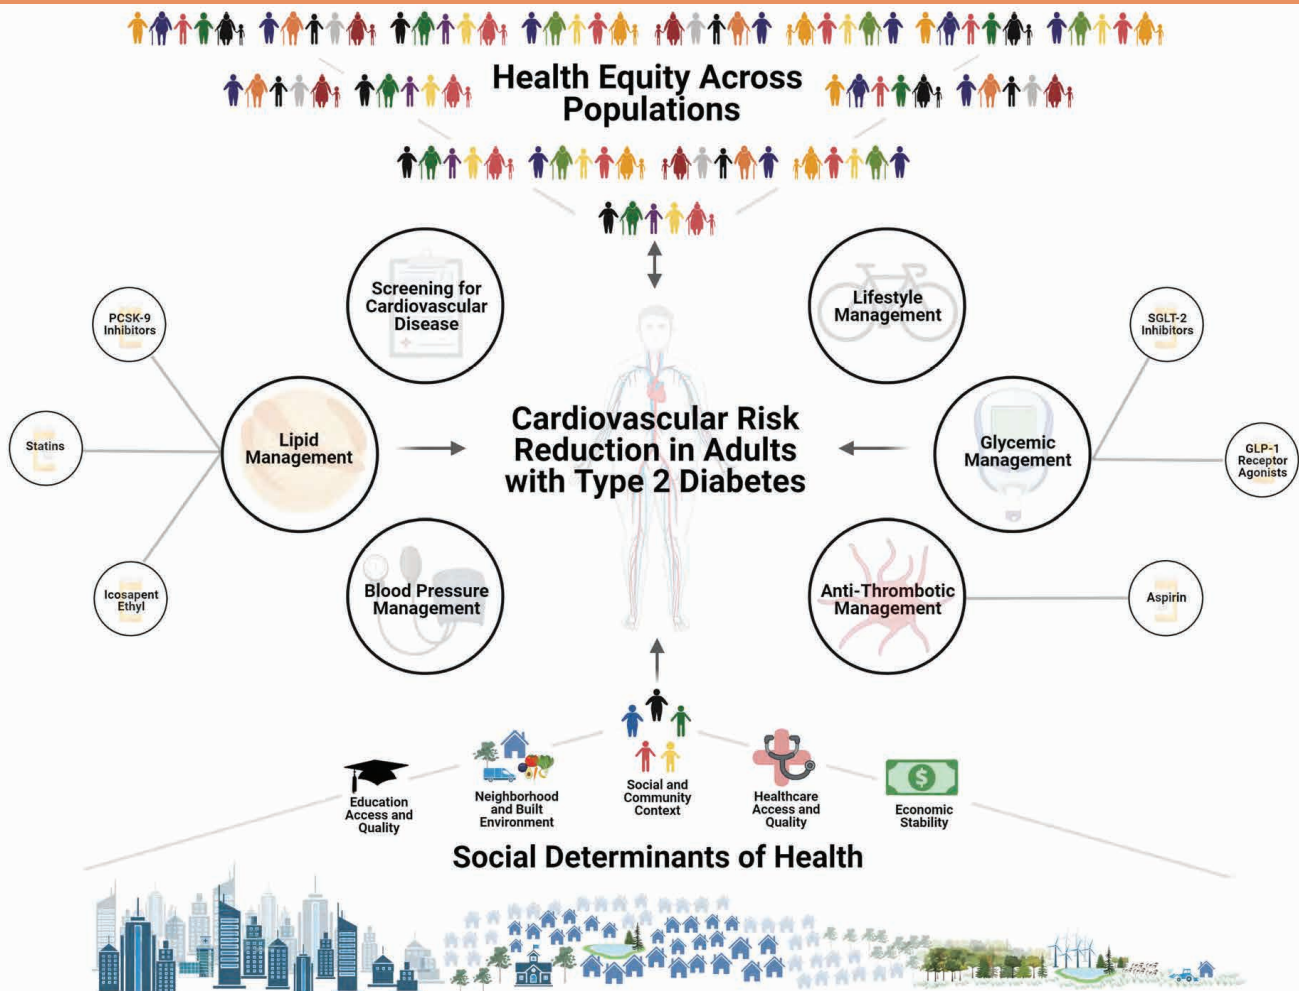 Health Equity Across
Populations
Screening for
Cardiovascular
Disease
Lifestyle
Management
PCSK-9
Inhibitors
SGLT-2
Inhibitors
Statins
Lipid
Management
Cardiovascular Risk
Reduction in Adults
with Type 2 Diabetes
Glycemic
Management
GLP-1
Receptor
Agonists
Icosapent
Ethyl
Blood Pressure
Management
Anti-Thrombotic
Management
Aspirin
Education
Access and
Quality
Neighborhood
and Built
Environment
Social and
Community
Context
Healthcare
Access and
Quality
$
Economic
Stability
Social Determinants of Health